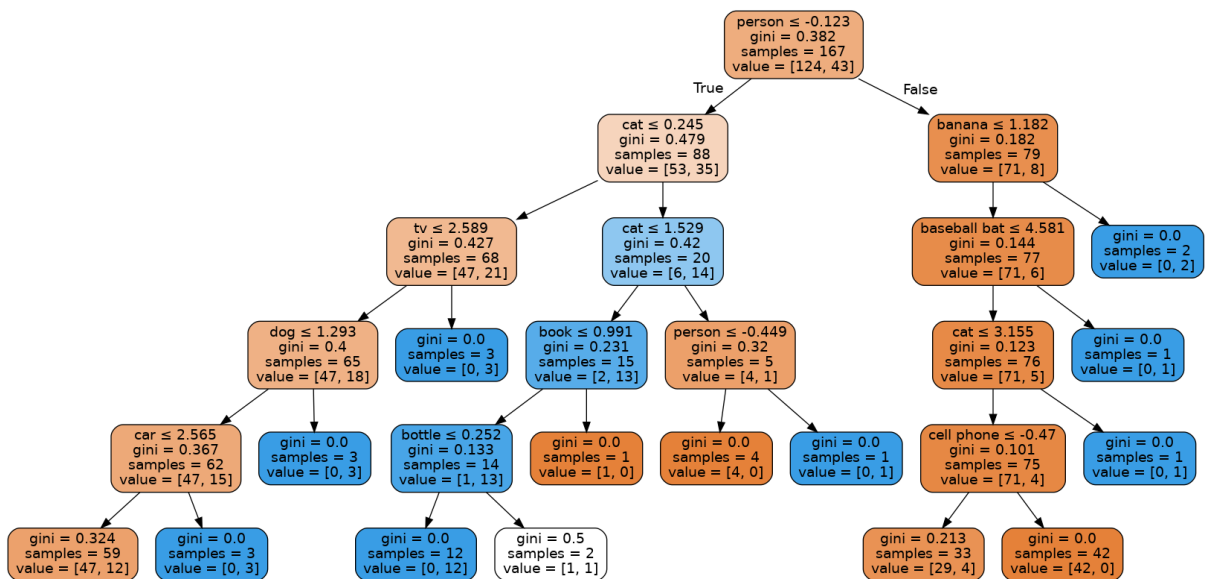 person ≤ -0.123
gini = 0.382
samples = 167
value = [124, 43]
True
False
cat ≤ 0.245
gini = 0.479
samples = 88
value = [53, 35]
banana ≤ 1.182
gini = 0.182
samples = 79
value = [71, 8]
tv ≤ 2.589
gini = 0.427
samples = 68
value = [47, 21]
cat ≤ 1.529
gini = 0.42
samples = 20
value = [6, 14]
baseball bat ≤ 4.581
gini = 0.144
samples = 77
value = [71, 6]
gini = 0.0
samples = 2
value = [0, 2]
dog ≤ 1.293
gini = 0.4
samples = 65
value = [47, 18]
gini = 0.0
samples = 3
value = [0, 3]
book ≤ 0.991
gini = 0.231
samples = 15
value = [2, 13]
person ≤ -0.449
gini = 0.32
samples = 5
value = [4, 1]
cat ≤ 3.155
gini = 0.123
samples = 76
value = [71, 5]
gini = 0.0
samples = 1
value = [0, 1]
car ≤ 2.565
gini = 0.367
samples = 62
value = [47, 15]
gini = 0.0
samples = 3
value = [0, 3]
bottle ≤ 0.252
gini = 0.133
samples = 14
value = [1, 13]
gini = 0.0
samples = 1
value = [1, 0]
gini = 0.0
samples = 4
value = [4, 0]
gini = 0.0
samples = 1
value = [0, 1]
cell phone ≤ -0.47
gini = 0.101
samples = 75
value = [71, 4]
gini = 0.0
samples = 1
value = [0, 1]
gini = 0.324
samples = 59
value = [47, 12]
gini = 0.0
samples = 3
value = [0, 3]
gini = 0.0
samples = 12
value = [0, 12]
gini = 0.5
samples = 2
value = [1, 1]
gini = 0.213
samples = 33
value = [29, 4]
gini = 0.0
samples = 42
value = [42, 0]